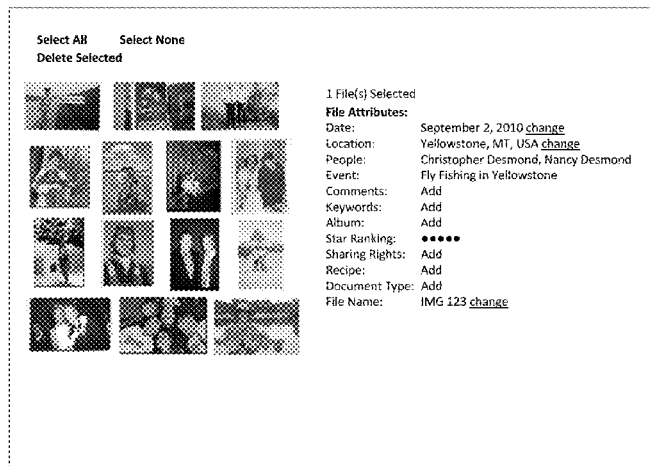 Select All Select None
Delete Selected
1 File(s) Selected
File Attributes:
Date: September 2, 2010 change
Location: Yellowstone, MT, USA change
People: Christopher Desmond, Nancy Desmond
Event: Fly Fishing in Yellowstone
Comments: Add
Keywords: Add
Album: Add
Star Ranking: ●●●●●
Sharing Rights: Add
Recipe: Add
Document Type: Add
File Name: IMG 123 change